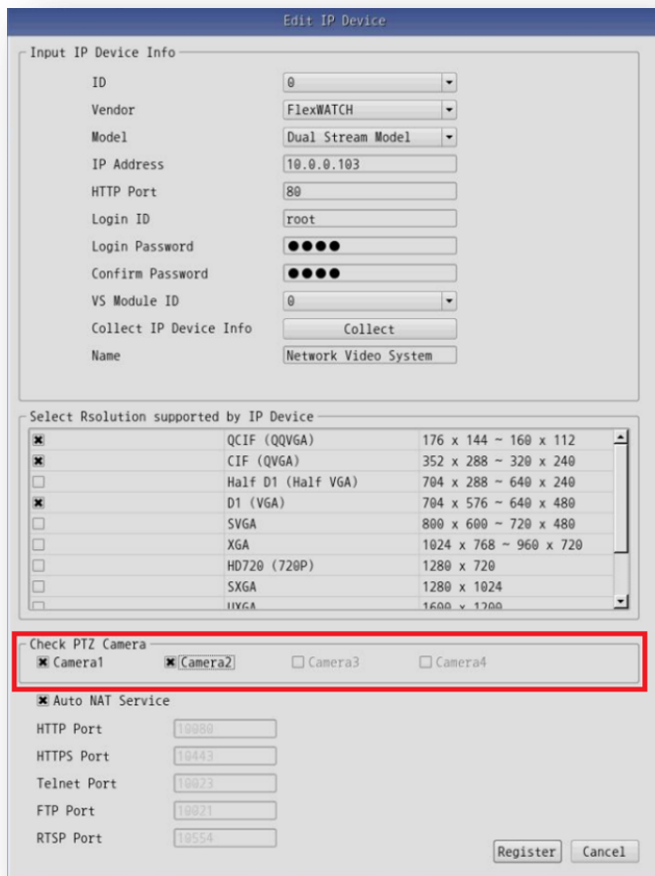 Edit IP Device
Input IP Device Info
ID 0
Vendor FlexWATCH
Model Dual Stream Model
IP Address 10.0.0.103
HTTP Port 80
Login ID root
Login Password ●●●●
Confirm Password ●●●●
VS Module ID 0
Collect IP Device Info Collect
Name Network Video System
Select Rsolution supported by IP Device
QCIF (QQVGA) 176 x 144 ~ 160 x 112
CIF (QVGA) 352 x 288 ~ 320 x 240
Half D1 (Half VGA) 704 x 288 ~ 640 x 240
D1 (VGA) 704 x 576 ~ 640 x 480
SVGA 800 x 600 ~ 720 x 480
XGA 1024 x 768 ~ 960 x 720
HD720 (720P) 1280 x 720
SXGA 1280 x 1024
UXGA 1600 x 1200
Check PTZ Camera
Camera1 Camera2 Camera3 Camera4
Auto NAT Service
HTTP Port 10080
HTTPS Port 10443
Telnet Port 10023
FTP Port 10021
RTSP Port 10554
Register Cancel